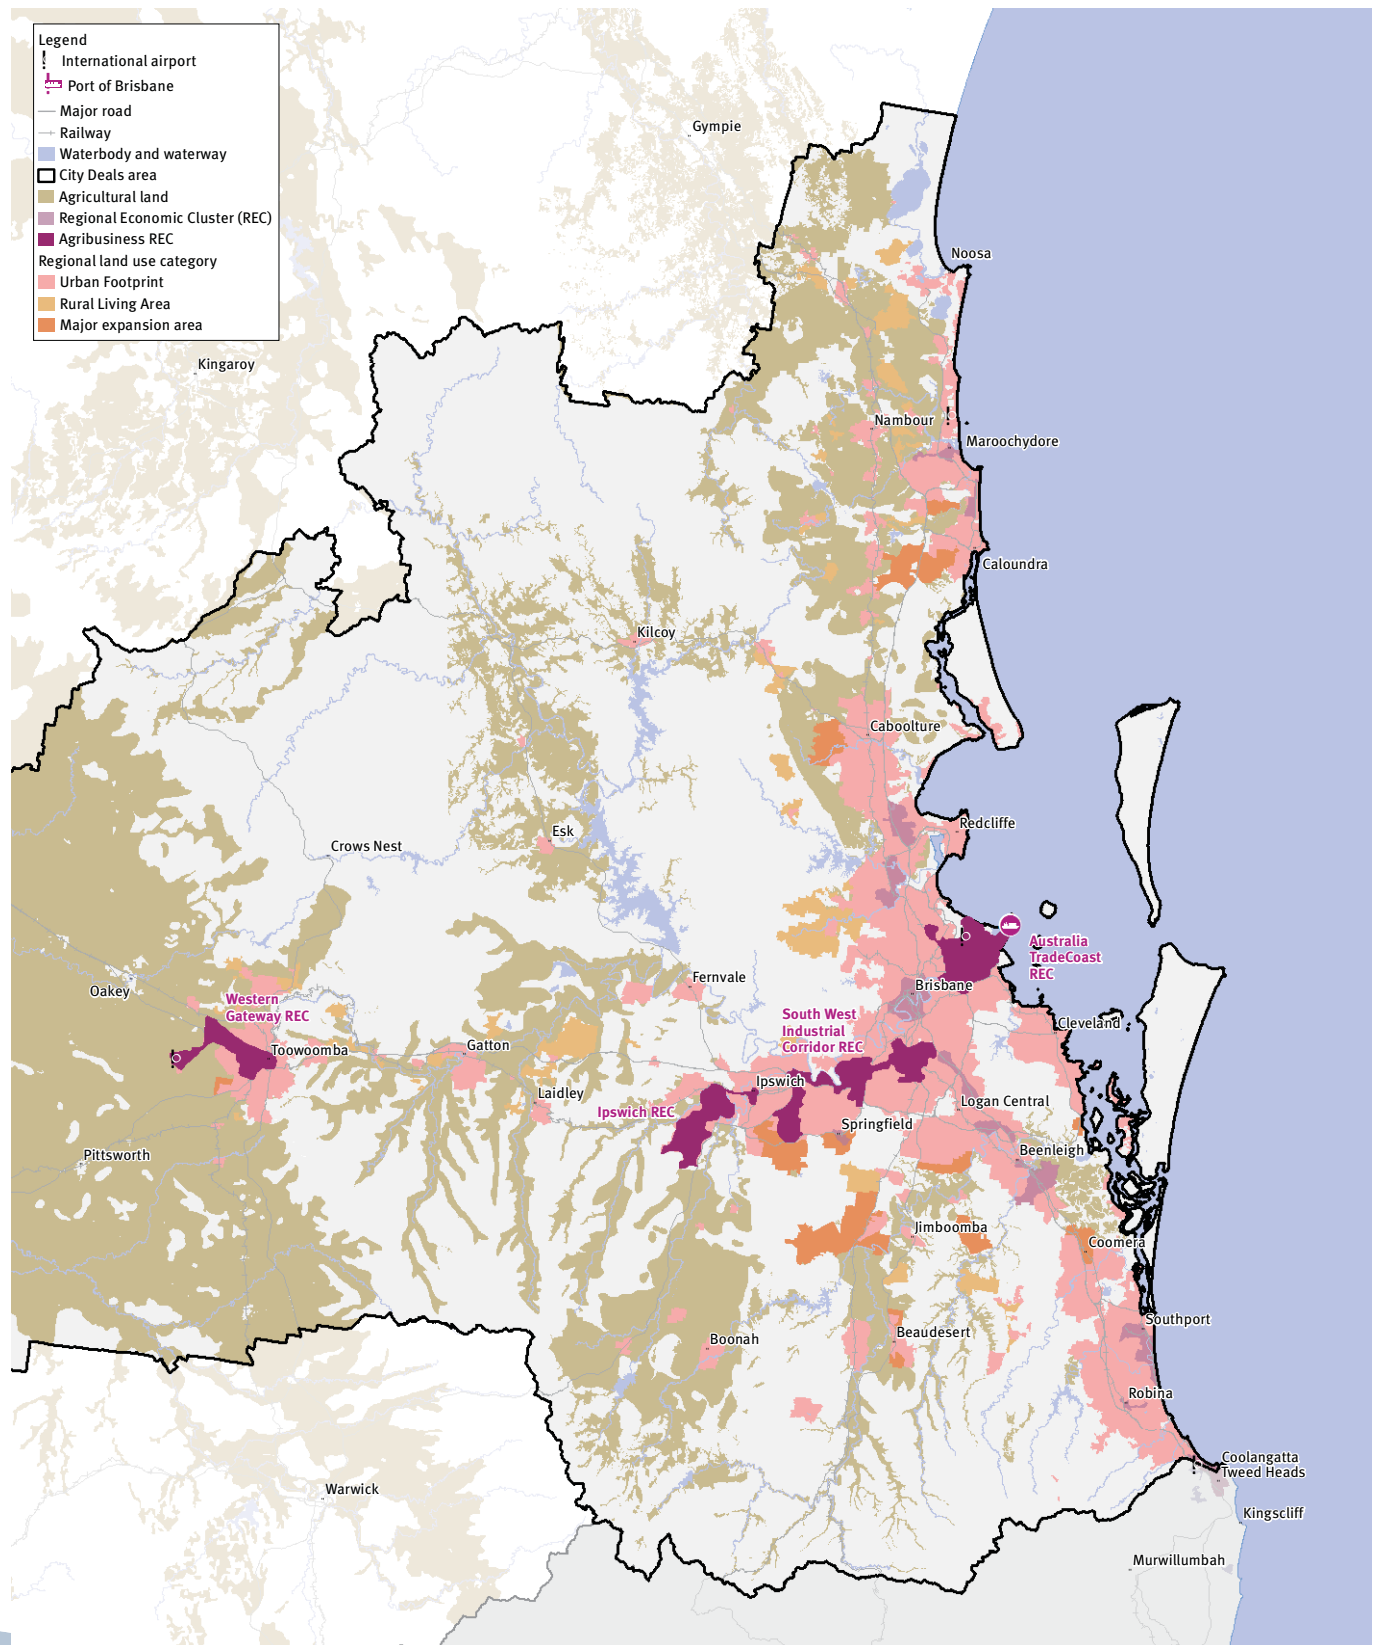 Legend
International airport
Port of Brisbane
Major road
Railway
Waterbody and waterway
City Deals area
Agricultural land
Regional Economic Cluster (REC)
Agribusiness REC
Regional land use category
Urban Footprint
Rural Living Area
Major expansion area
Gympie
Noosa
Kingaroy
Nambour
Maroochydore
Caloundra
Kilcoy
Caboolture
Redcliffe
Esk
Crows Nest
Australia
TradeCoast
REC
Fernvale
Brisbane
Oakey
Western
Gateway REC
South West
Industrial
Corridor REC
Cleveland
Toowoomba
Gatton
Ipswich
Laidley
Ipswich REC
Logan Central
Springfield
Beenleigh
Pittsworth
Jimboomba
Coomera
Southport
Beaudesert
Boonah
Robina
Coolangatta
Tweed Heads
Warwick
Kingscliff
Murwillumbah